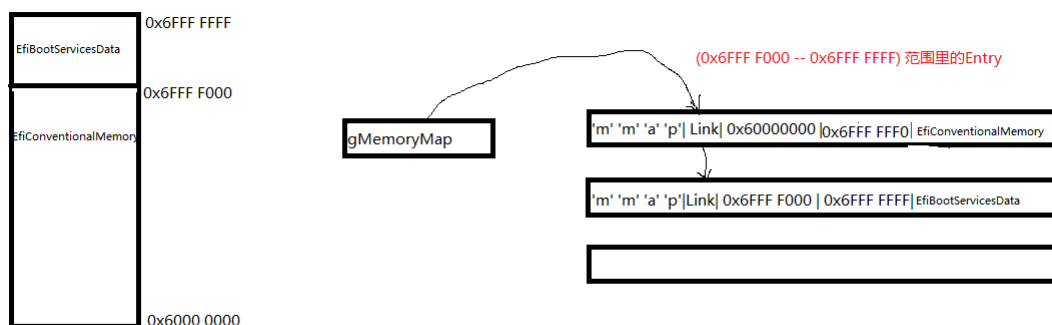 0x6FFF FFFF
EfiBootServicesData
0x6FFF F000
EfiConventionalMemory
0x6000 0000
gMemoryMap
(0x6FFF F000 -- 0x6FFF FFFF) 范围里的Entry
'm' 'm' 'a' 'p'| Link| 0x60000000 |0x6FFF FFF0| EfiConventionalMemory
'm' 'm' 'a' 'p'|Link| 0x6FFF F000 | 0x6FFF FFFF| EfiBootServicesData